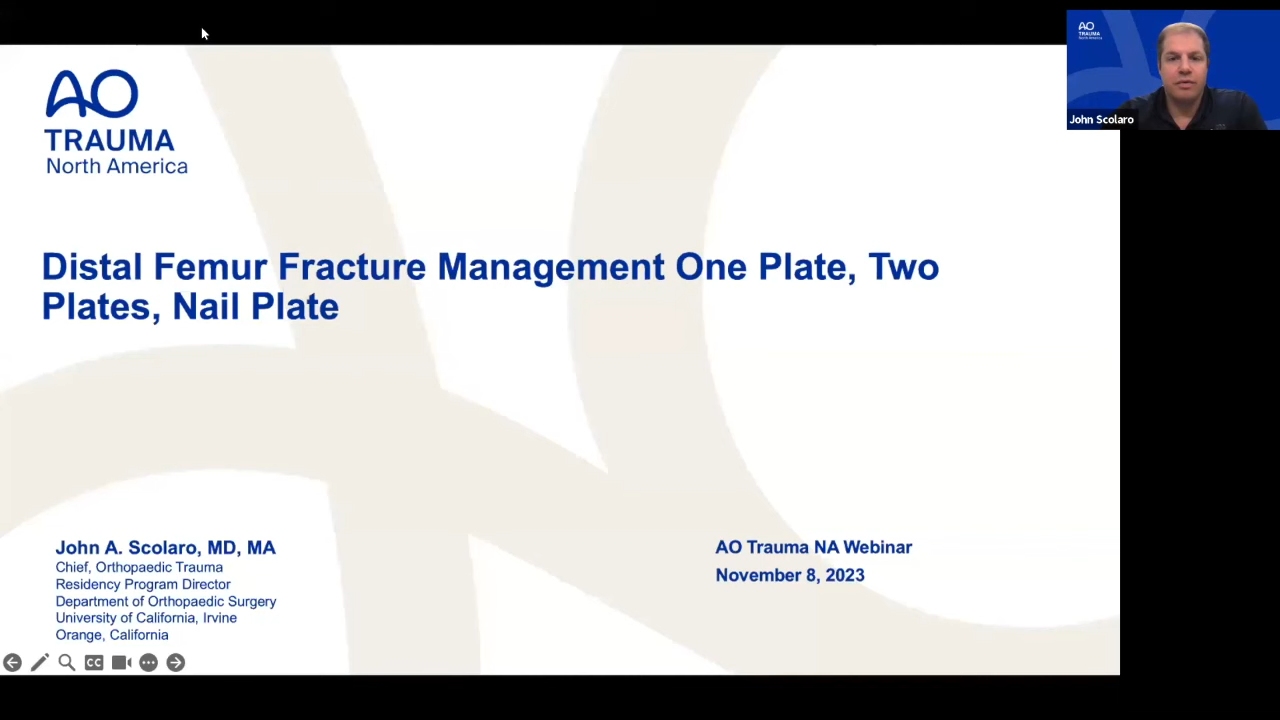 AO
TRAUMA
North America
AO
TRAUMA
North America
John Scolaro
Distal Femur Fracture Management One Plate, Two
Plates, Nail Plate
John A. Scolaro, MD, MA
Chief, Orthopaedic Trauma
Residency Program Director
Department of Orthopaedic Surgery
University of California, Irvine
Orange, California
AO Trauma NA Webinar
November 8, 2023
CC